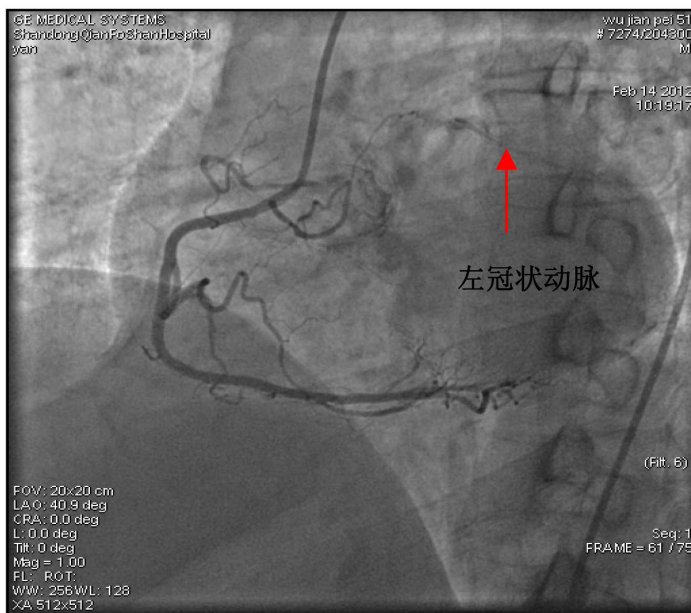 GE MEDICAL SYSTEMS
ShandongQianFoShanHospital
yan
wu jian pei 51
# 7274/204300
M
Feb 14 2012
10:19:17
左冠状动脉
(Filt. 6)
FOV: 20x20 cm
LAO: 40.9 deg
CRA: 0.0 deg
L: 0.0 deg
Tilt: 0 deg
Mag = 1.00
FL: ROT:
WW: 256WL: 128
XA 512x512
Seq: 1
FRAME = 61 / 75